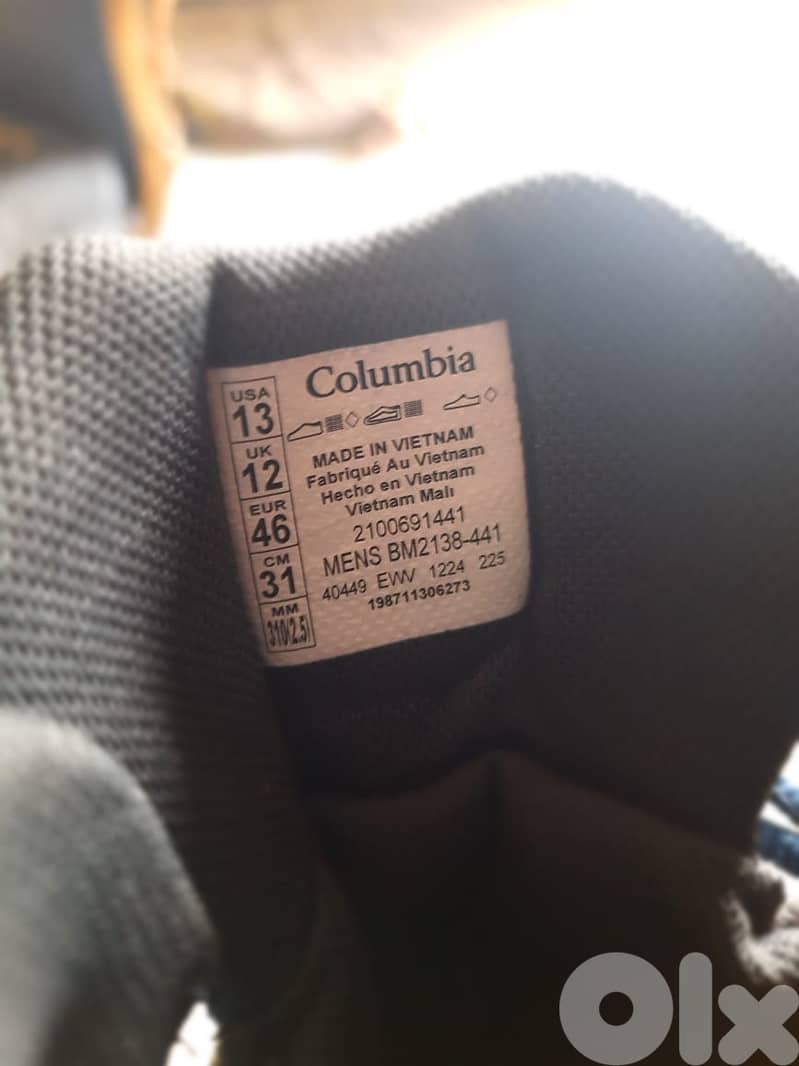 Columbia
USA
13
UK
12
EUR
46
CM
31
MM
310(2.5)
MADE IN VIETNAM
Fabriqué Au Vietnam
Hecho en Vietnam
Vietnam Malı
2100691441
MENS BM2138-441
40449 EWV 1224 225
198711306273
Olx